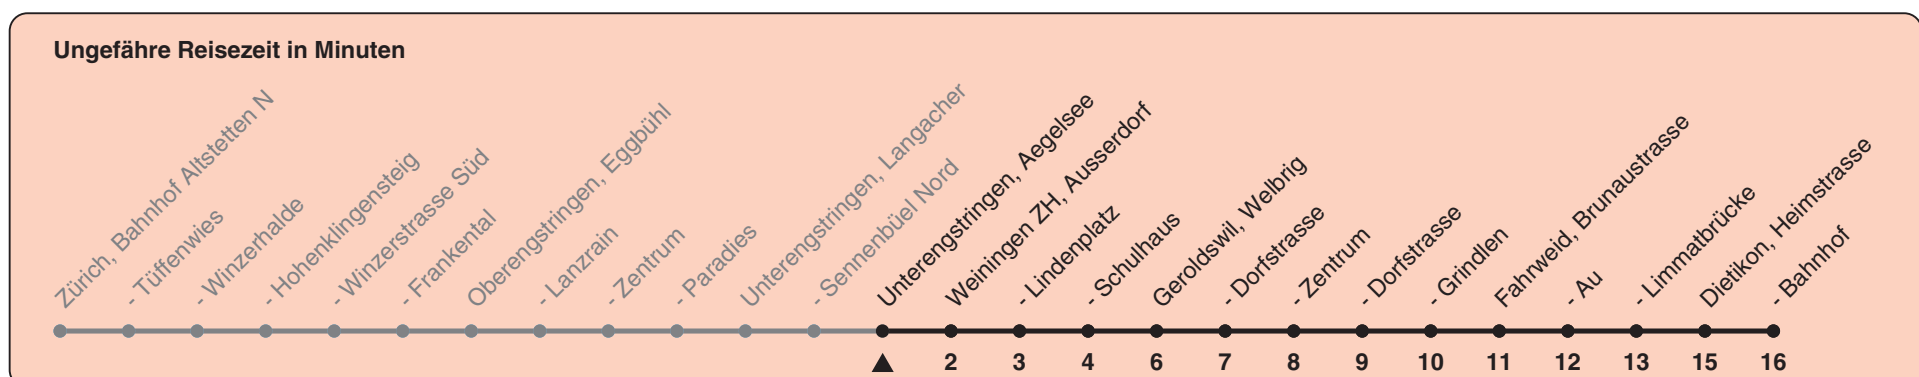 Ungefähre Reisezeit in Minuten
Zürich, Bahnhof Altstetten N
- Tüffenwies
- Winzerhalde
- Hohenklingensteig
- Winzerstrasse Süd
- Frankental
Oberengstringen, Eggbühl
- Lanzrain
- Zentrum
- Paradies
Unterengstringen, Langacher
- Sennenbüel Nord
Unterengstringen, Aegelsee
Weiningen ZH, Ausserdorf
- Lindenplatz
- Schulhaus
Geroldswil, Welbrig
- Dorfstrasse
- Zentrum
- Dorfstrasse
- Grindlen
Fahrweid, Brunaustrasse
- Au
- Limmatbrücke
Dietikon, Heimstrasse
- Bahnhof
2 3 4 6 7 8 9 10 11 12 13 15 16